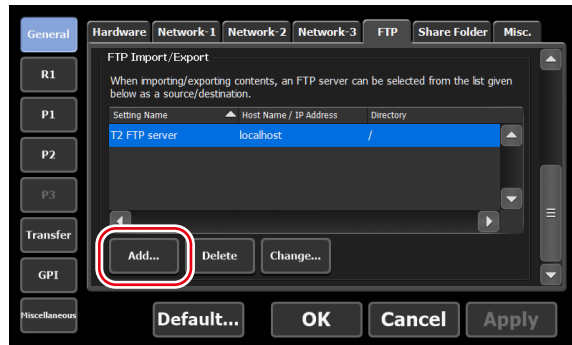 General
Hardware Network-1 Network-2 Network-3 FTP Share Folder Misc.
FTP Import/Export
R1
When importing/exporting contents, an FTP server can be selected from the list given
below as a source/destination.
P1
Setting Name Host Name / IP Address Directory
T2 FTP server localhost /
P2
P3
Transfer
Add... Delete Change...
GPI
Miscellaneous
Default... OK Cancel Apply